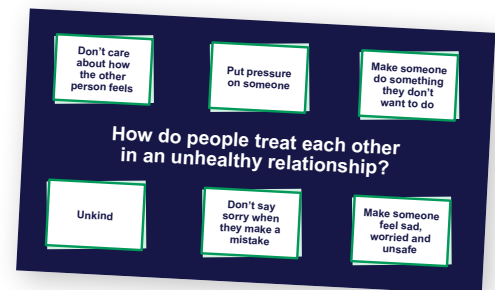 Don't care
about how
the other
person feels
Put pressure
on someone
Make someone
do something
they don't
want to do
How do people treat each other
in an unhealthy relationship?
Unkind
Don't say
sorry when
they make a
mistake
Make someone
feel sad,
worried and
unsafe